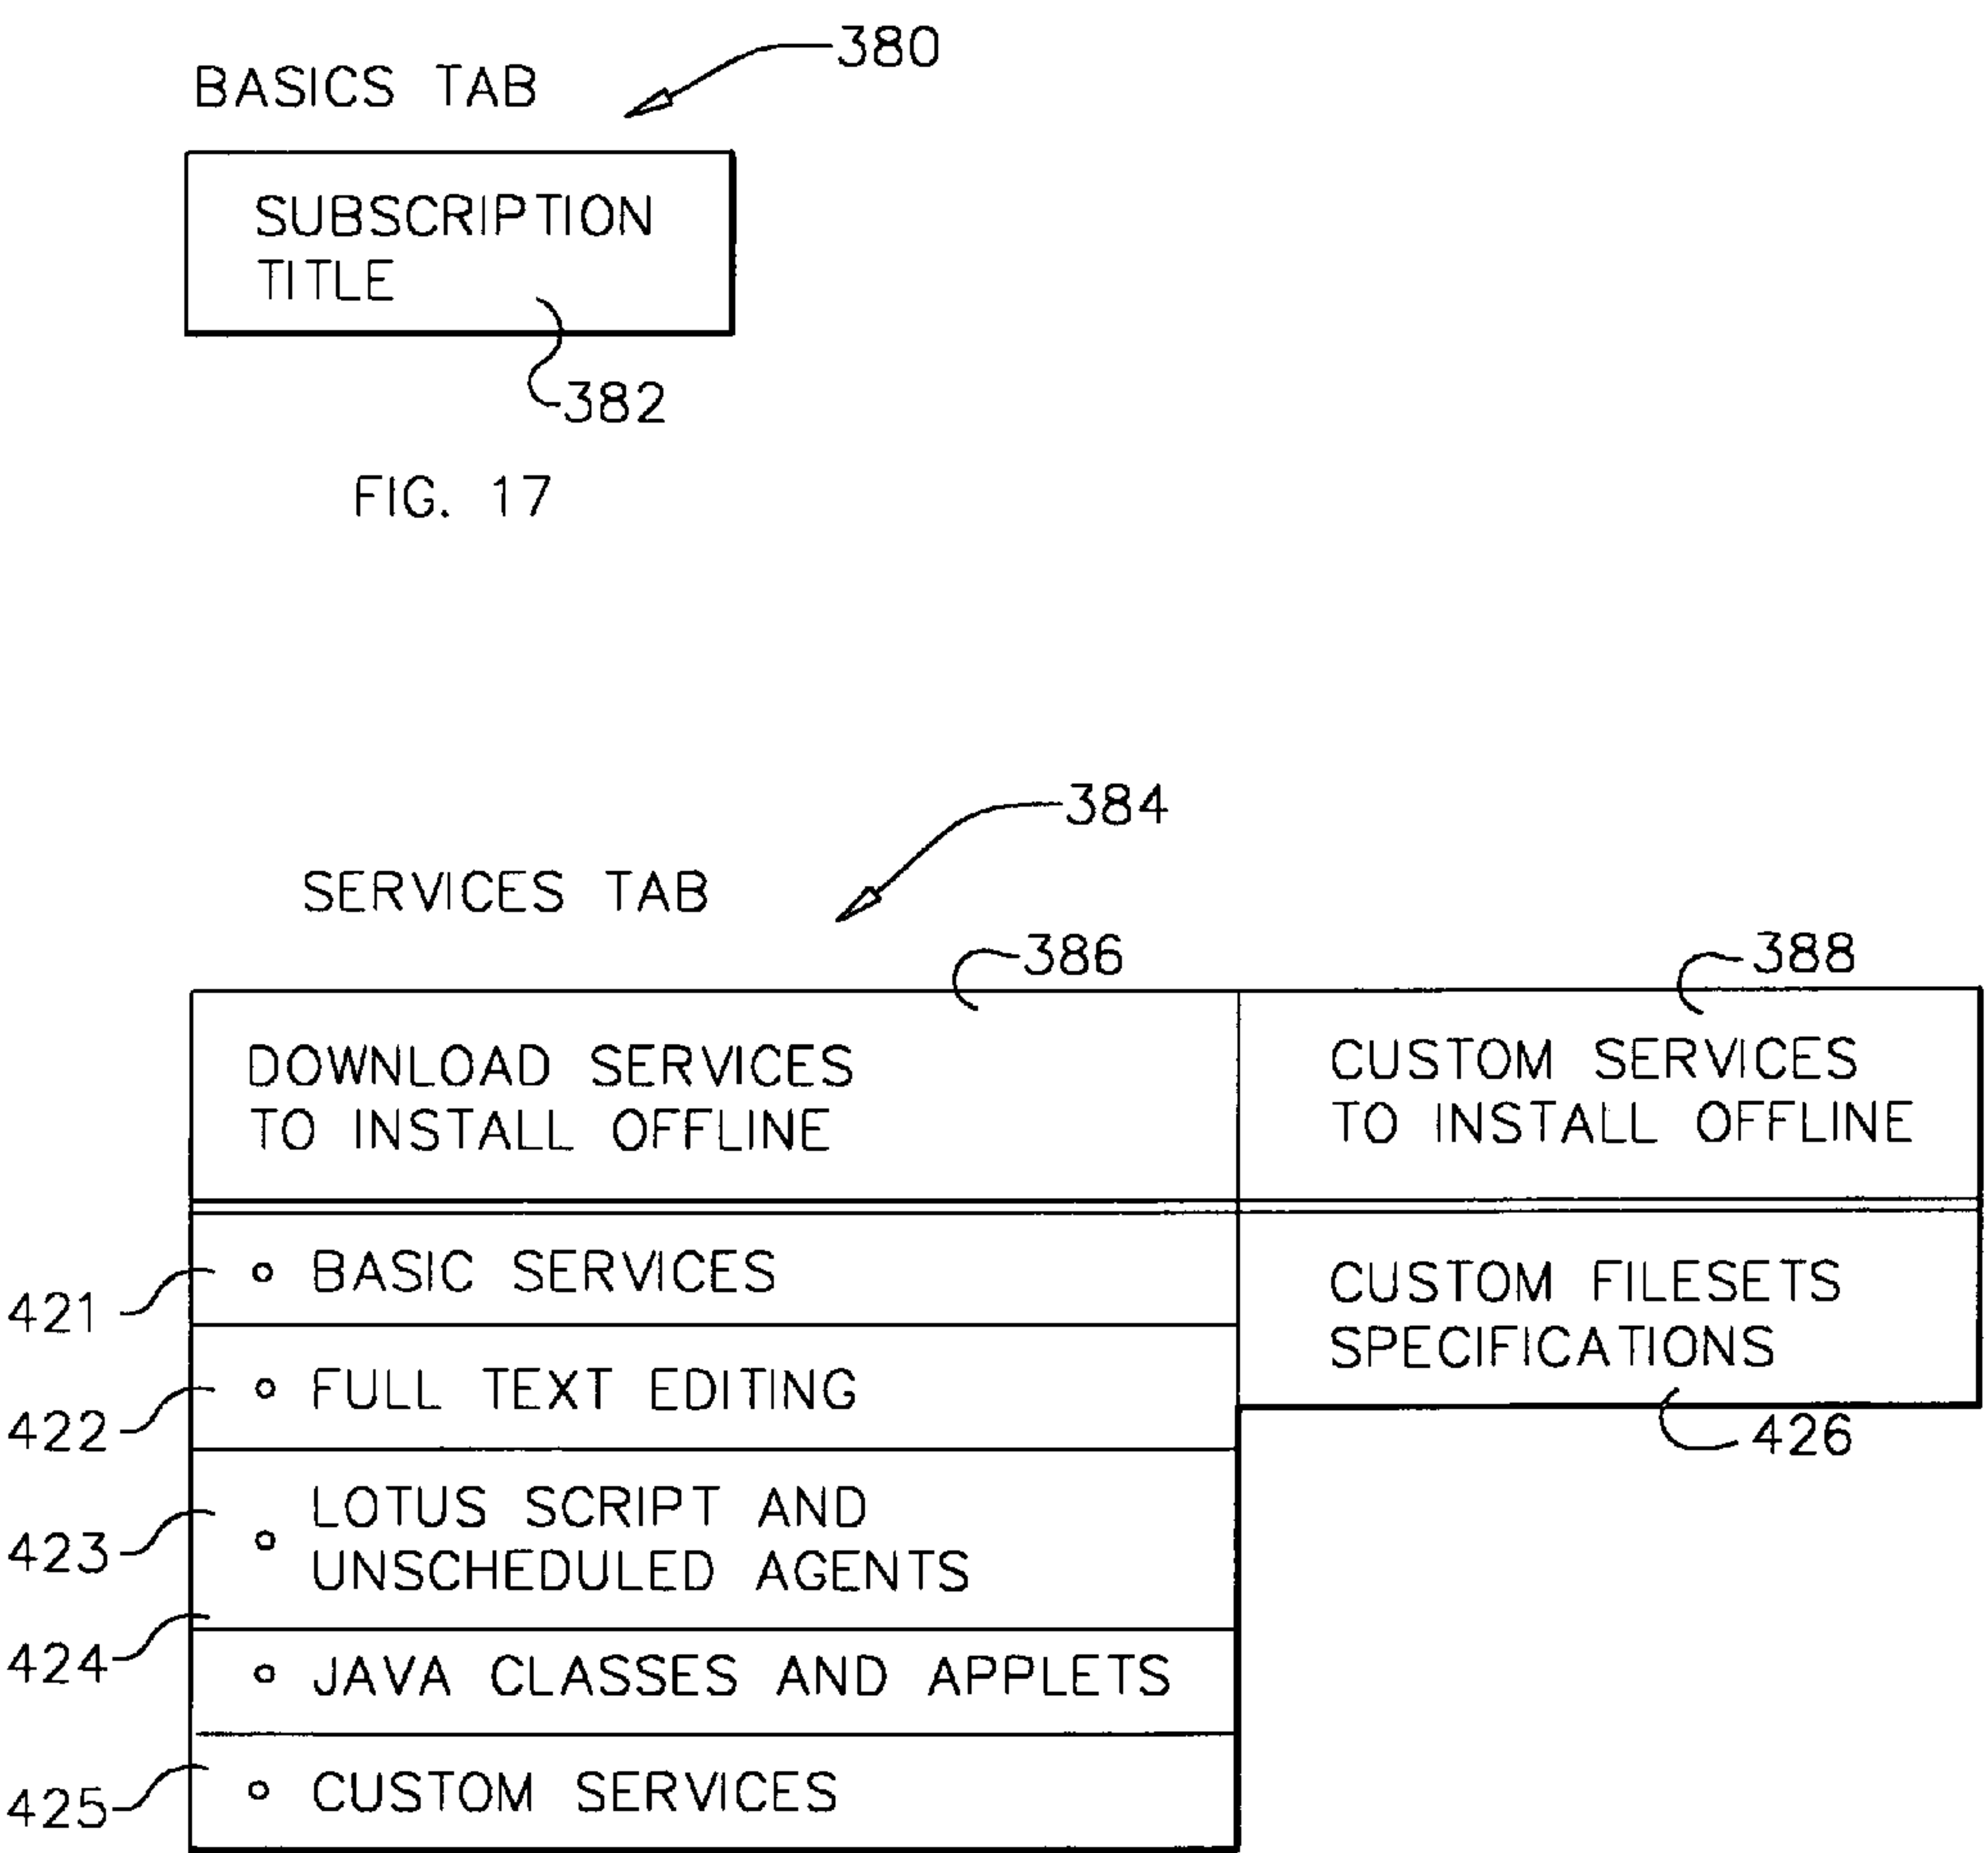 380
BASICS TAB
SUBSCRIPTION
TITLE
382
FIG. 17
384
SERVICES TAB
386
388
DOWNLOAD SERVICES
TO INSTALL OFFLINE
CUSTOM SERVICES
TO INSTALL OFFLINE
421
BASIC SERVICES
CUSTOM FILESETS
SPECIFICATIONS
422
FULL TEXT EDITING
426
423
LOTUS SCRIPT AND
UNSCHEDULED AGENTS
424
JAVA CLASSES AND APPLETS
425
CUSTOM SERVICES